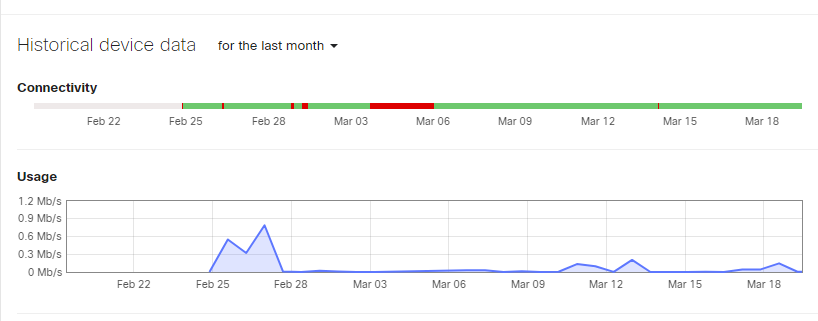 Historical device data for the last month
Connectivity
Feb 22 Feb 25 Feb 28 Mar 03 Mar 06 Mar 09 Mar 12 Mar 15 Mar 18
Usage
1.2 Mb/s
0.9 Mb/s
0.6 Mb/s
0.3 Mb/s
0 Mb/s
Feb 22 Feb 25 Feb 28 Mar 03 Mar 06 Mar 09 Mar 12 Mar 15 Mar 18